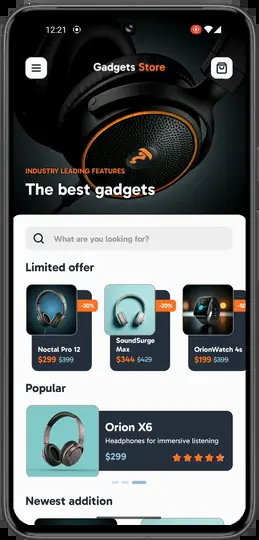 12:21
Gadgets Store
INDUSTRY LEADING FEATURES
The best gadgets
What are you looking for?
Limited offer
-30%
-20%
-50
Noctal Pro 12
$299 $399
SoundSurge
Max
$344 $429
OrionWatch 4s
$199 $399
Popular
Orion X6
Headphones for immersive listening
$299
Newest addition